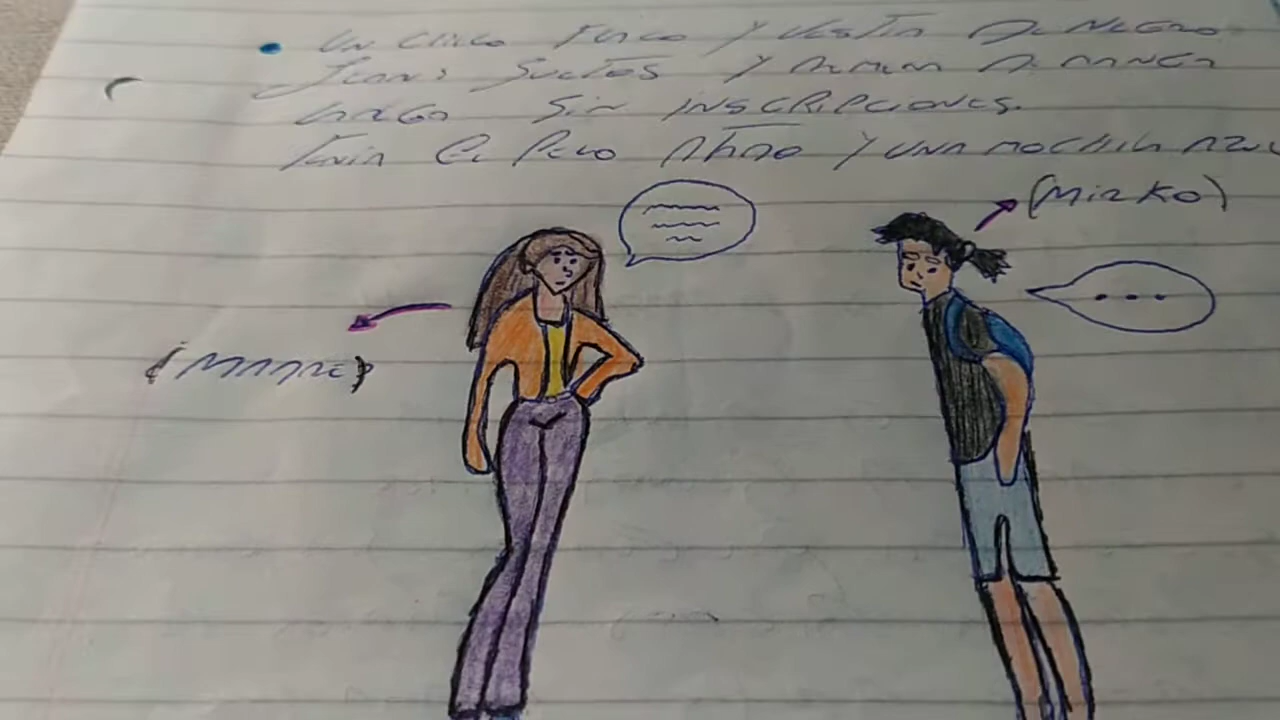 UN CHICO FLACO Y VESTÍA DE NEGRO
JEANS SUELTOS Y REMERA DE MANGA
LARGA SIN INSCRIPCIONES.
TENÍA EL PELO ATADO Y UNA MOCHILA AZUL
(MIRKO)
(MADRE)